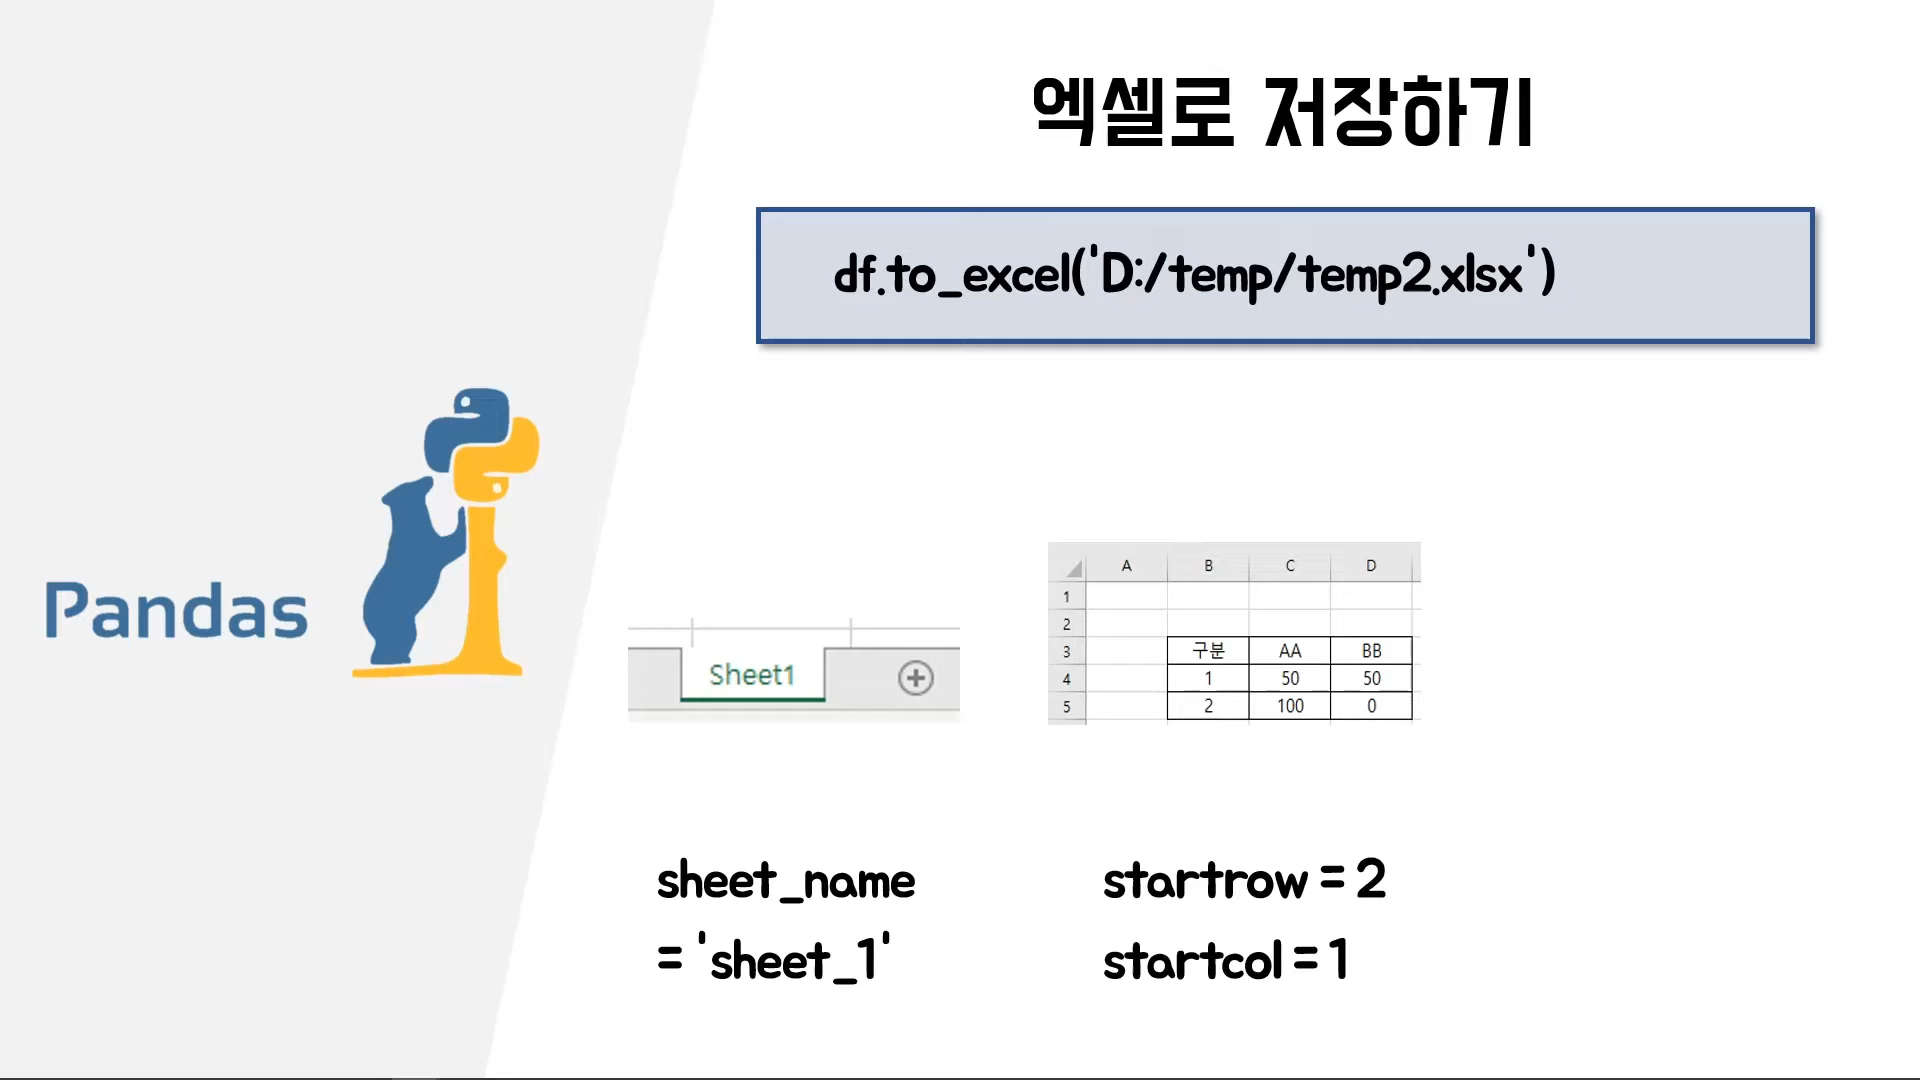 엑셀로 저장하기
df.to_excel('D:/temp/temp2.xlsx')
Pandas
Sheet1
A B C D
1
2
3 구분 AA BB
4 1 50 50
5 2 100 0
sheet_name
= 'sheet_1'
startrow = 2
startcol = 1